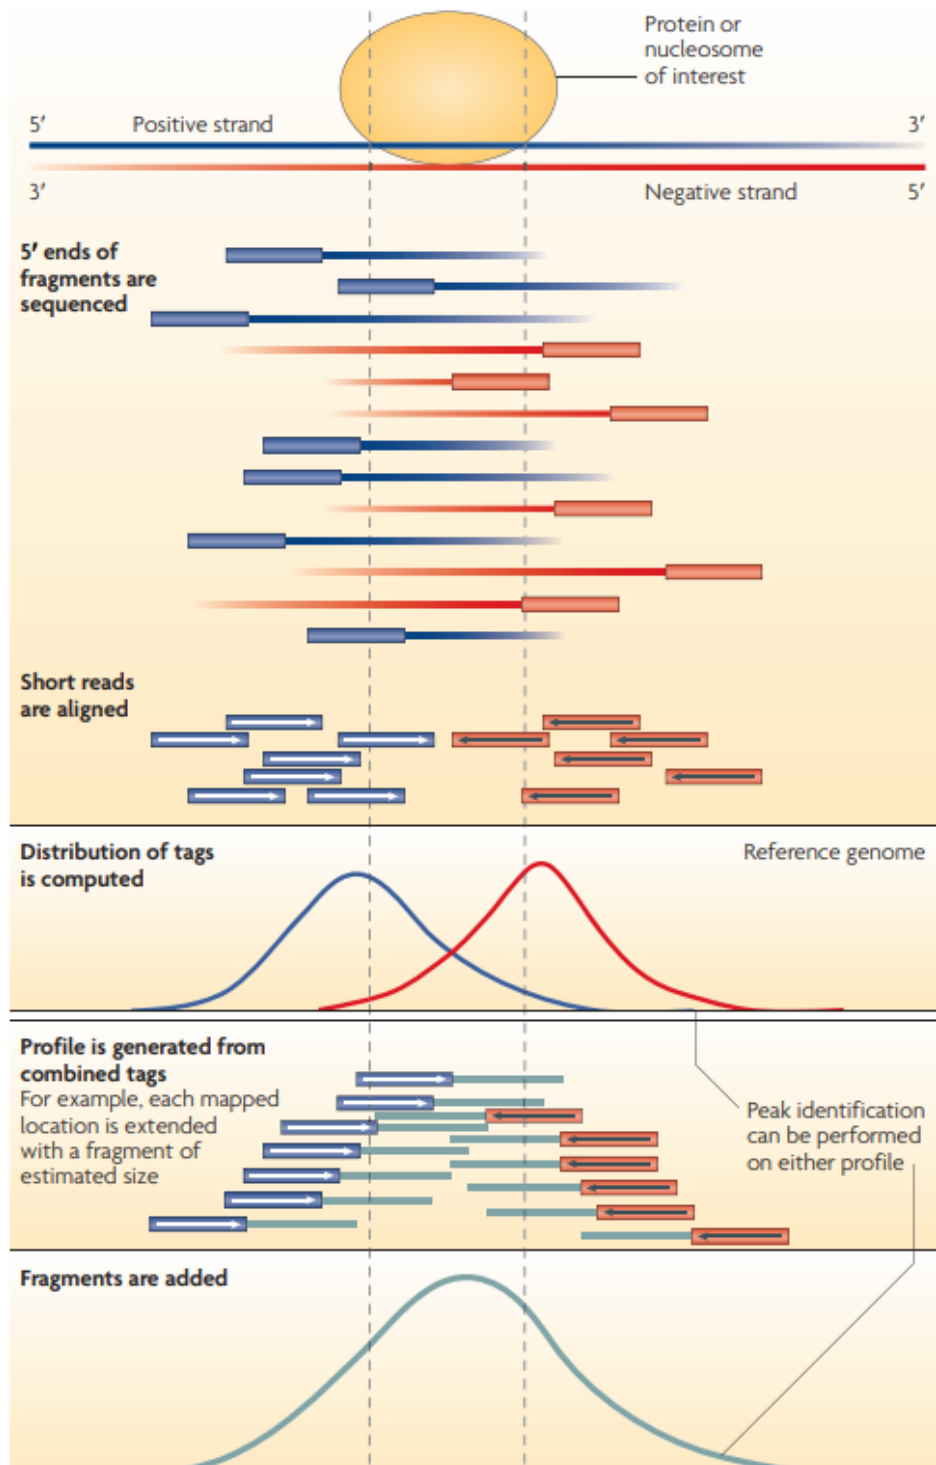 Protein or
nucleosome
of interest
5′
Positive strand
3′
3′
Negative strand
5′
5′ ends of
fragments are
sequenced
Short reads
are aligned
Distribution of tags
is computed
Reference genome
Profile is generated from
combined tags
For example, each mapped
location is extended
with a fragment of
estimated size
Peak identification
can be performed
on either profile
Fragments are added